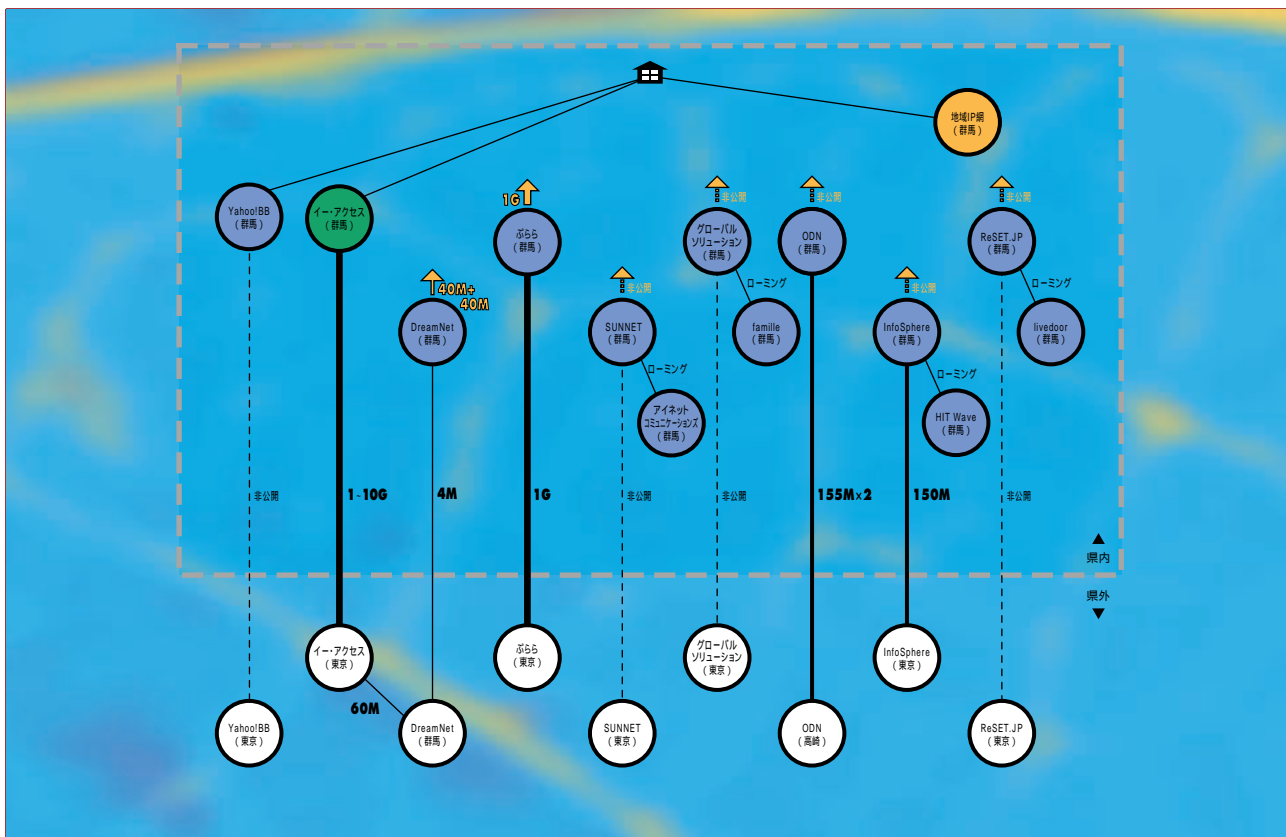 地域IP網
(群馬)
Yahoo!BB
(群馬)
イー・アクセス
(群馬)
1G
ぷらら
(群馬)
非公開
グローバル
ソリューション
(群馬)
非公開
ODN
(群馬)
非公開
ReSET.JP
(群馬)
40M+
40M
DreamNet
(群馬)
非公開
SUNNET
(群馬)
ローミング
famille
(群馬)
非公開
InfoSphere
(群馬)
ローミング
livedoor
(群馬)
ローミング
アイネット
コミュニケーションズ
(群馬)
ローミング
HIT Wave
(群馬)
非公開
1~10G
4M
1G
非公開
非公開
155M×2
150M
非公開
▲
県内
県外
▼
イー・アクセス
(東京)
ぷらら
(東京)
グローバル
ソリューション
(東京)
InfoSphere
(東京)
60M
Yahoo!BB
(東京)
DreamNet
(群馬)
SUNNET
(東京)
ODN
(高崎)
ReSET.JP
(東京)